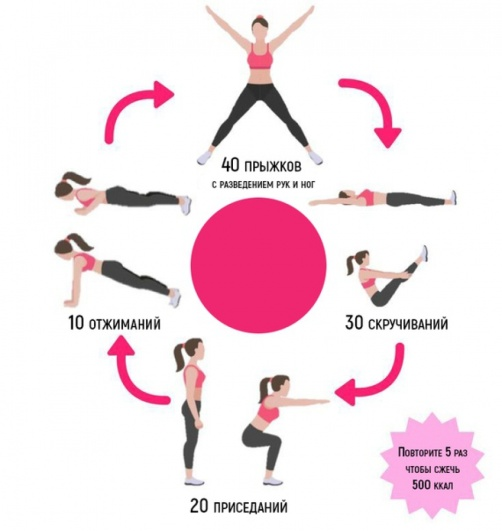 40 ПРЫЖКОВ
С РАЗВЕДЕНИЕМ РУК И НОГ
30 СКРУЧИВАНИЙ
20 ПРИСЕДАНИЙ
10 ОТЖИМАНИЙ
ПОВТОРИТЕ 5 РАЗ
ЧТОБЫ СЖЕЧЬ
500 ККАЛ